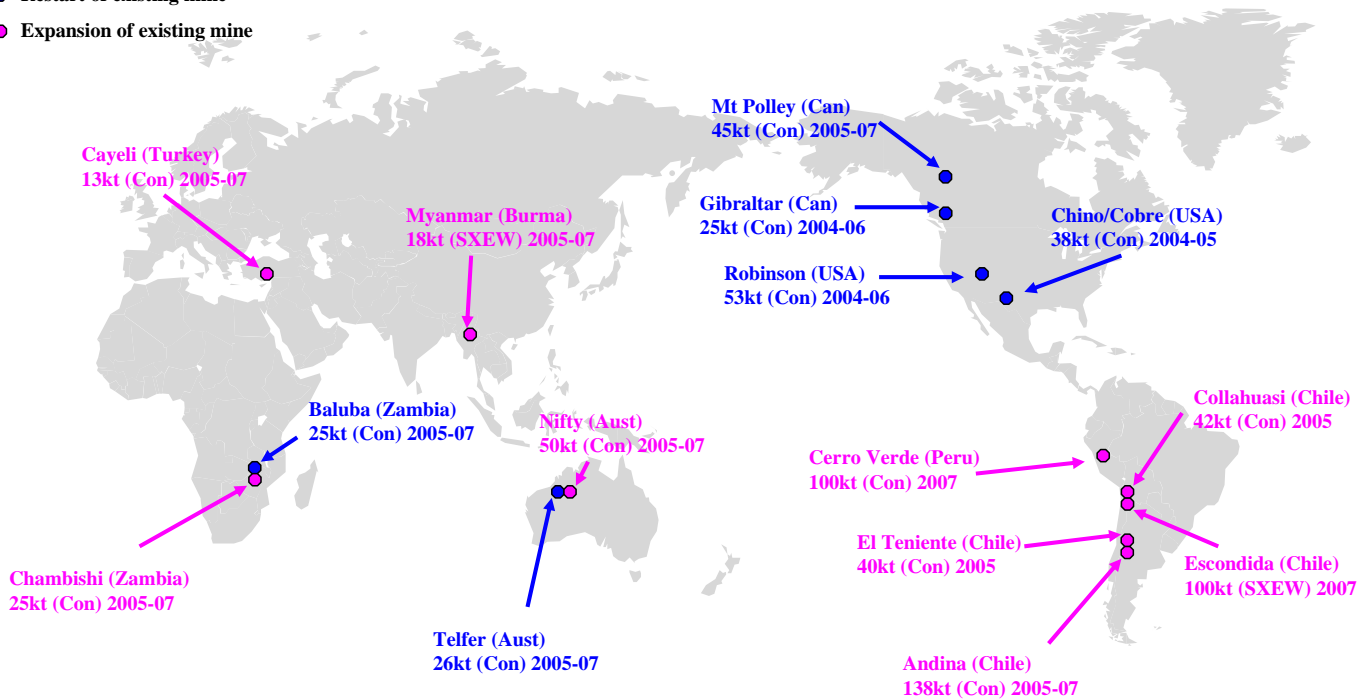 Restart of existing mine
Expansion of existing mine
Mt Polley (Can)
45kt (Con) 2005-07
Cayeli (Turkey)
13kt (Con) 2005-07
Gibraltar (Can)
25kt (Con) 2004-06
Myanmar (Burma)
18kt (SXEW) 2005-07
Chino/Cobre (USA)
38kt (Con) 2004-05
Robinson (USA)
53kt (Con) 2004-06
Baluba (Zambia)
25kt (Con) 2005-07
Nifty (Aust)
50kt (Con) 2005-07
Collahuasi (Chile)
42kt (Con) 2005
Cerro Verde (Peru)
100kt (Con) 2007
El Teniente (Chile)
40kt (Con) 2005
Escondida (Chile)
100kt (SXEW) 2007
Chambishi (Zambia)
25kt (Con) 2005-07
Telfer (Aust)
26kt (Con) 2005-07
Andina (Chile)
138kt (Con) 2005-07